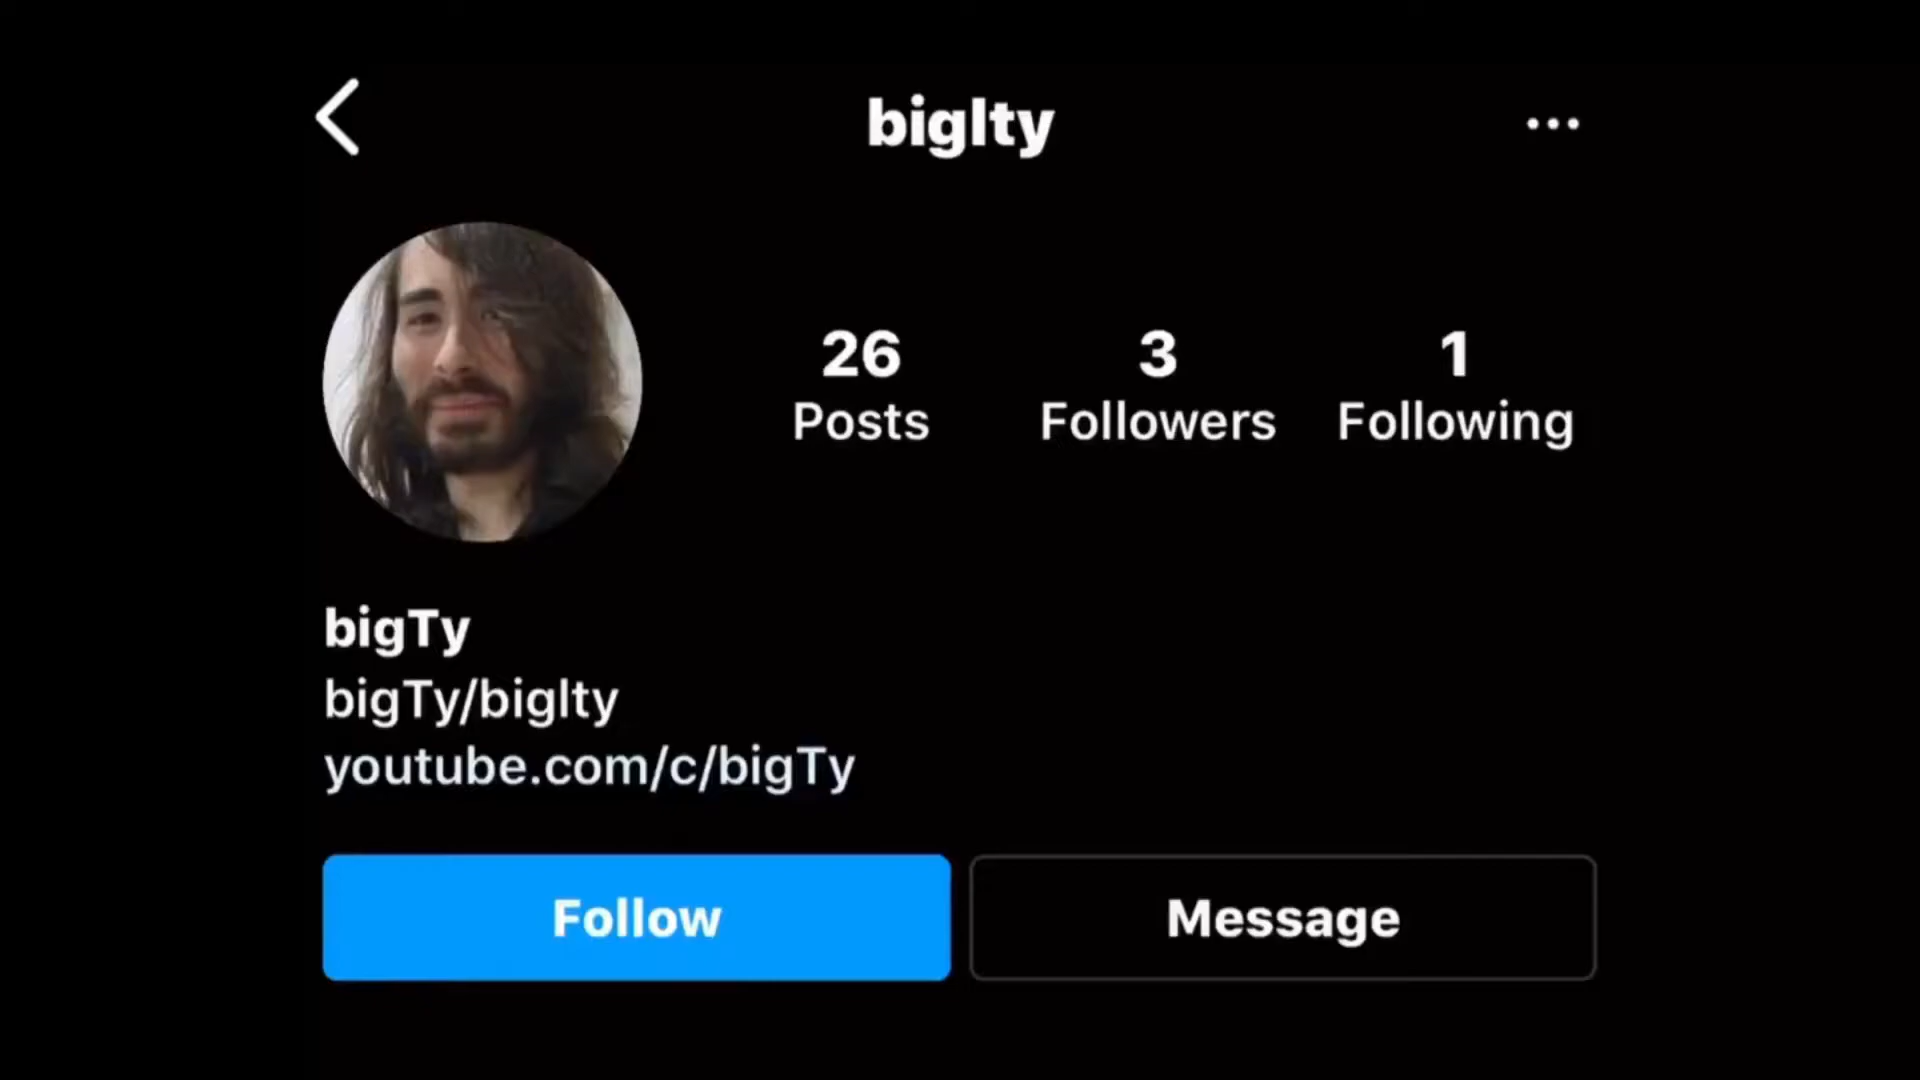 biglty
26 3 1
Posts Followers Following
bigTy
bigTy/biglty
youtube.com/c/bigTy
Follow Message